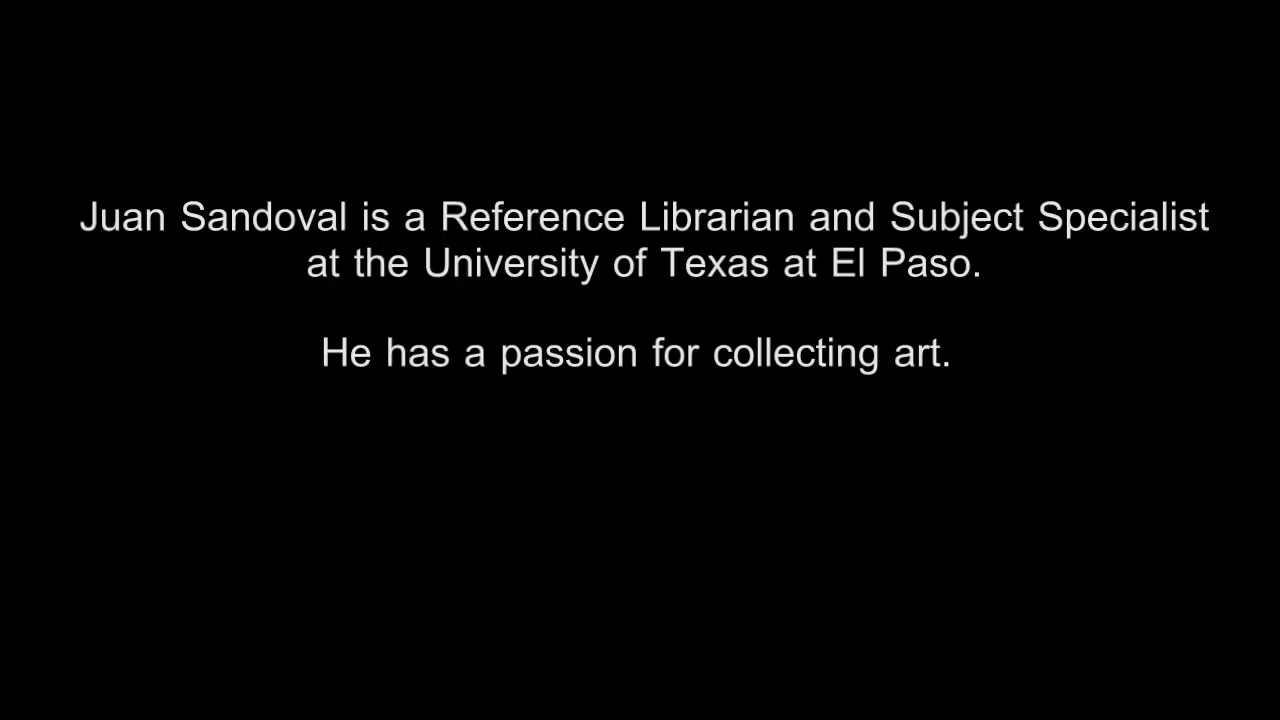 Juan Sandoval is a Reference Librarian and Subject Specialist
at the University of Texas at El Paso.
He has a passion for collecting art.